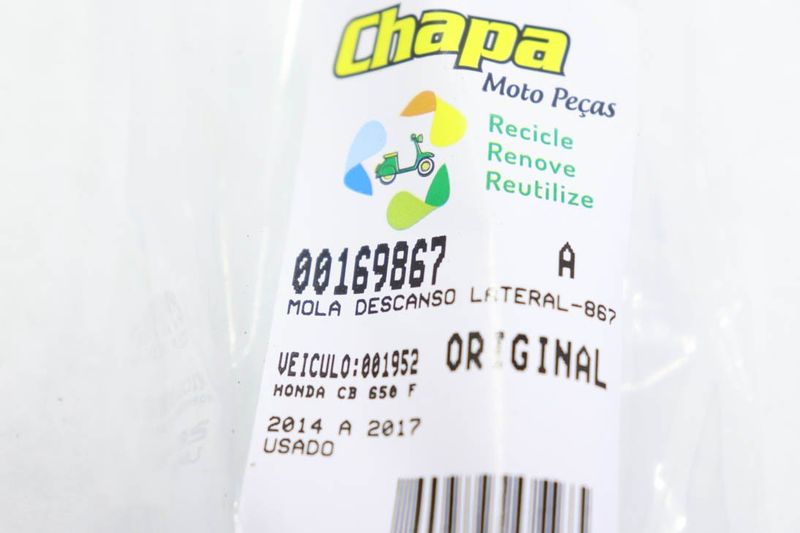 Chapa
Moto Peças
Recicle
Renove
Reutilize
00169867 A
MOLA DESCANSO LATERAL-867
VEICULO:001952 ORIGINAL
HONDA CB 650 F
2014 A 2017
USADO